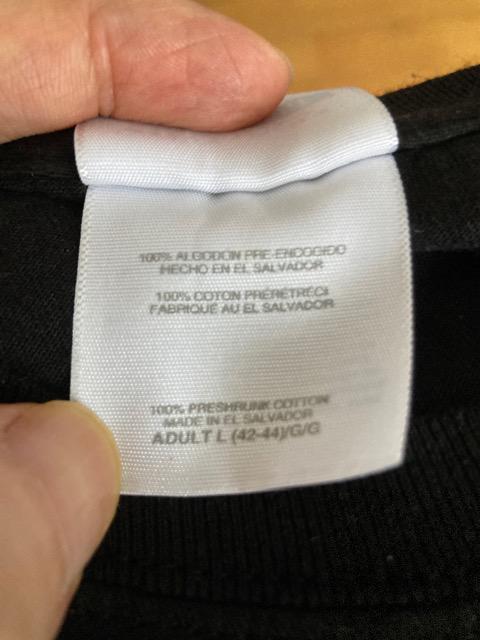 100% ALGODON PRE-ENCOGIDO
HECHO EN EL SALVADOR
100% COTON PRÉRÉTRÉCI
FABRIQUÉ AU EL SALVADOR
100% PRESHRUNK COTTON
MADE IN EL SALVADOR
ADULT L (42-44)/G/G